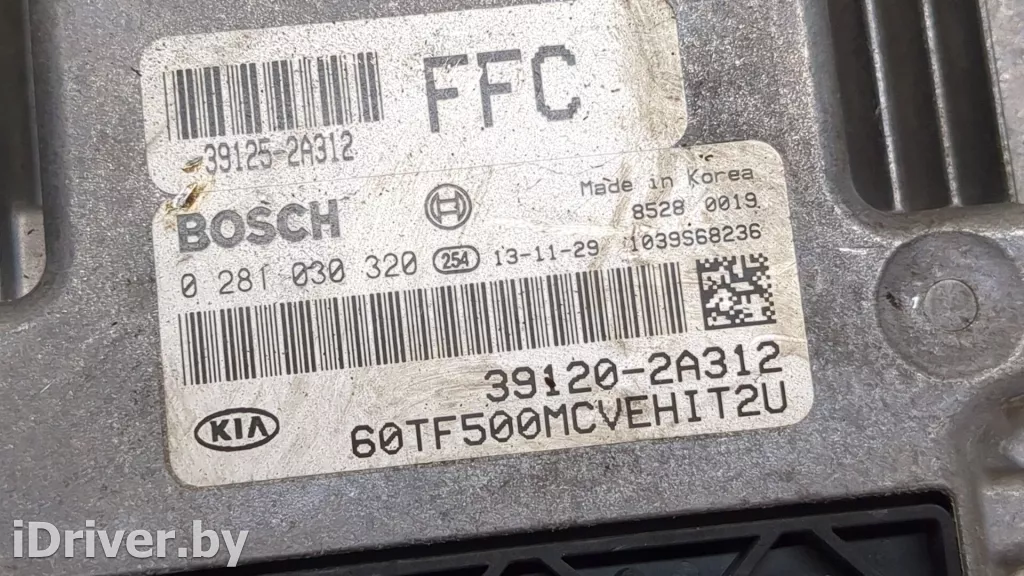 FFC
39125-2A312
BOSCH
Made in Korea
8528 0019
0 281 030 320 254 13-11-29 1039S68236
39120-2A312
KIA
60TF500MCVEHIT2U
iDriver.by